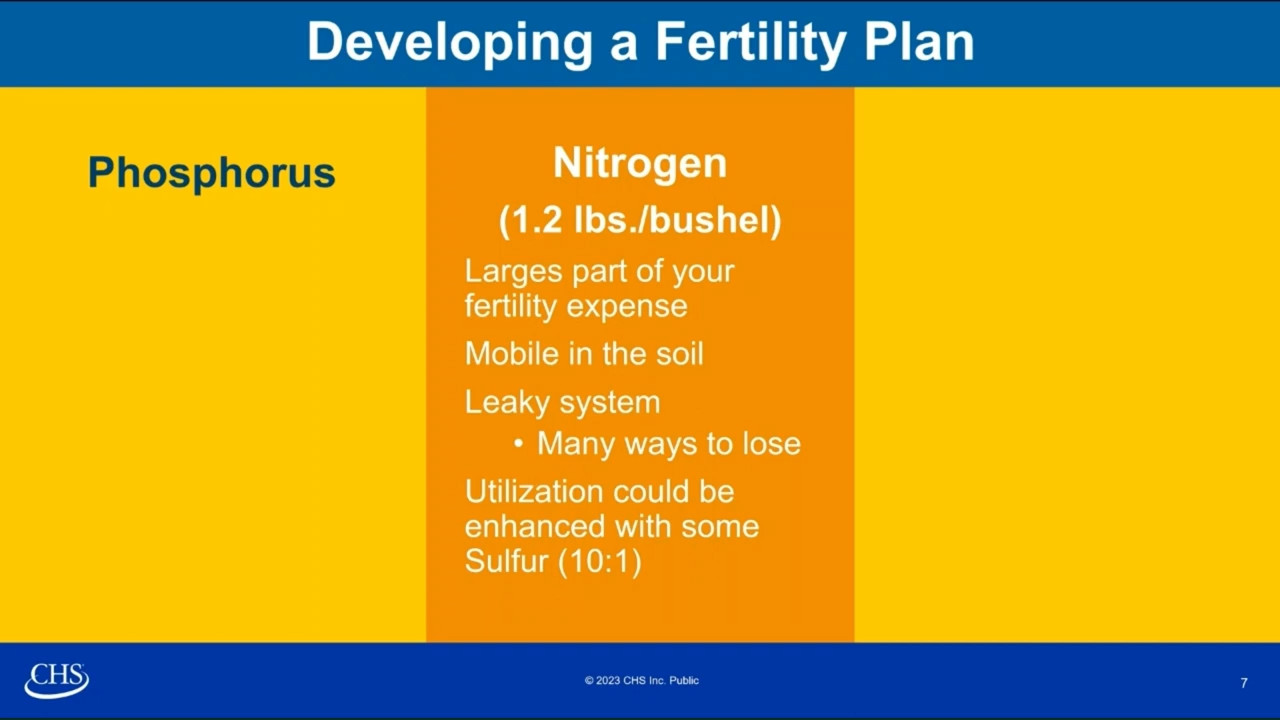 Developing a Fertility Plan
Phosphorus
Nitrogen
(1.2 lbs./bushel)
Larges part of your
fertility expense
Mobile in the soil
Leaky system
• Many ways to lose
Utilization could be
enhanced with some
Sulfur (10:1)
CHS
© 2023 CHS Inc. Public
7